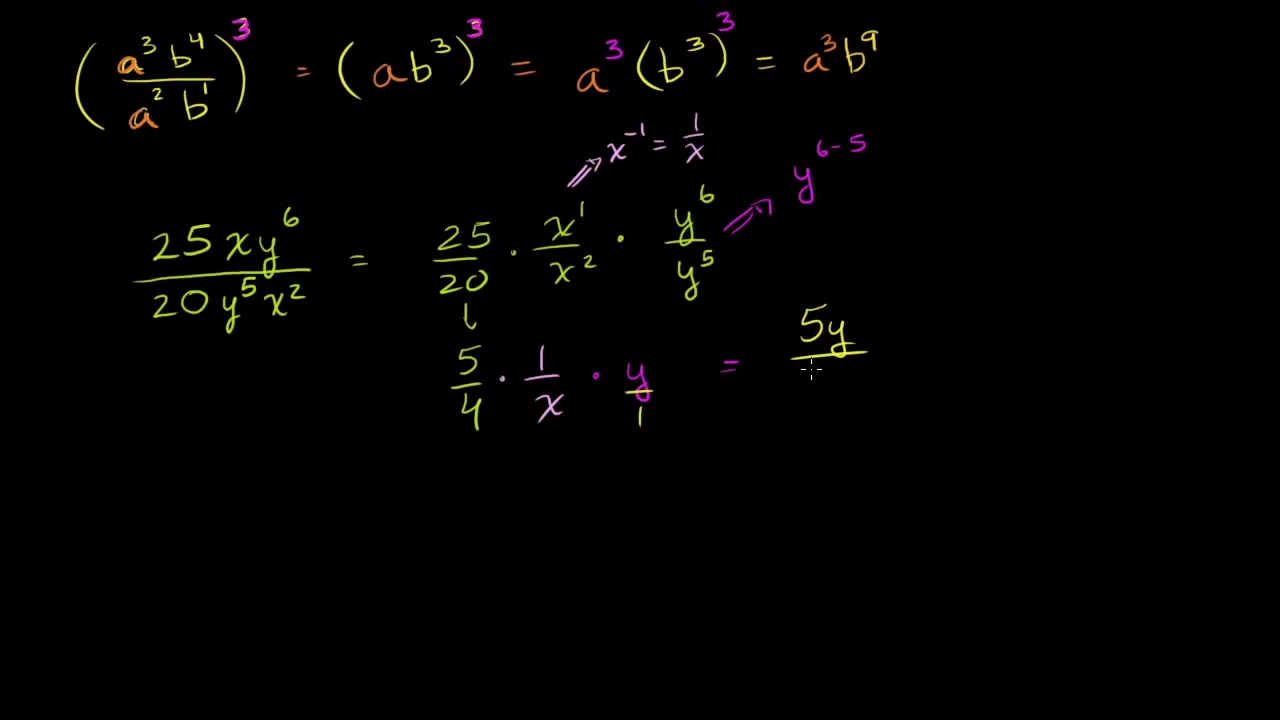 (a³b⁴/a²b¹)³ = (ab³)³ = a³(b³)³ = a³b⁹
x⁻¹ = 1/x
y⁶⁻⁵
25xy⁶/20y⁵x² = 25/20 · x¹/x² · y⁶/y⁵
5/4 · 1/x · y/1 = 5y